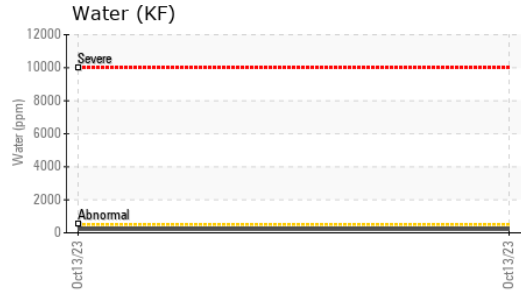 Water (KF)
12000
Severe
10000
8000
Water (ppm)
6000
4000
2000
Abnormal
0
Oct13/23
Oct13/23